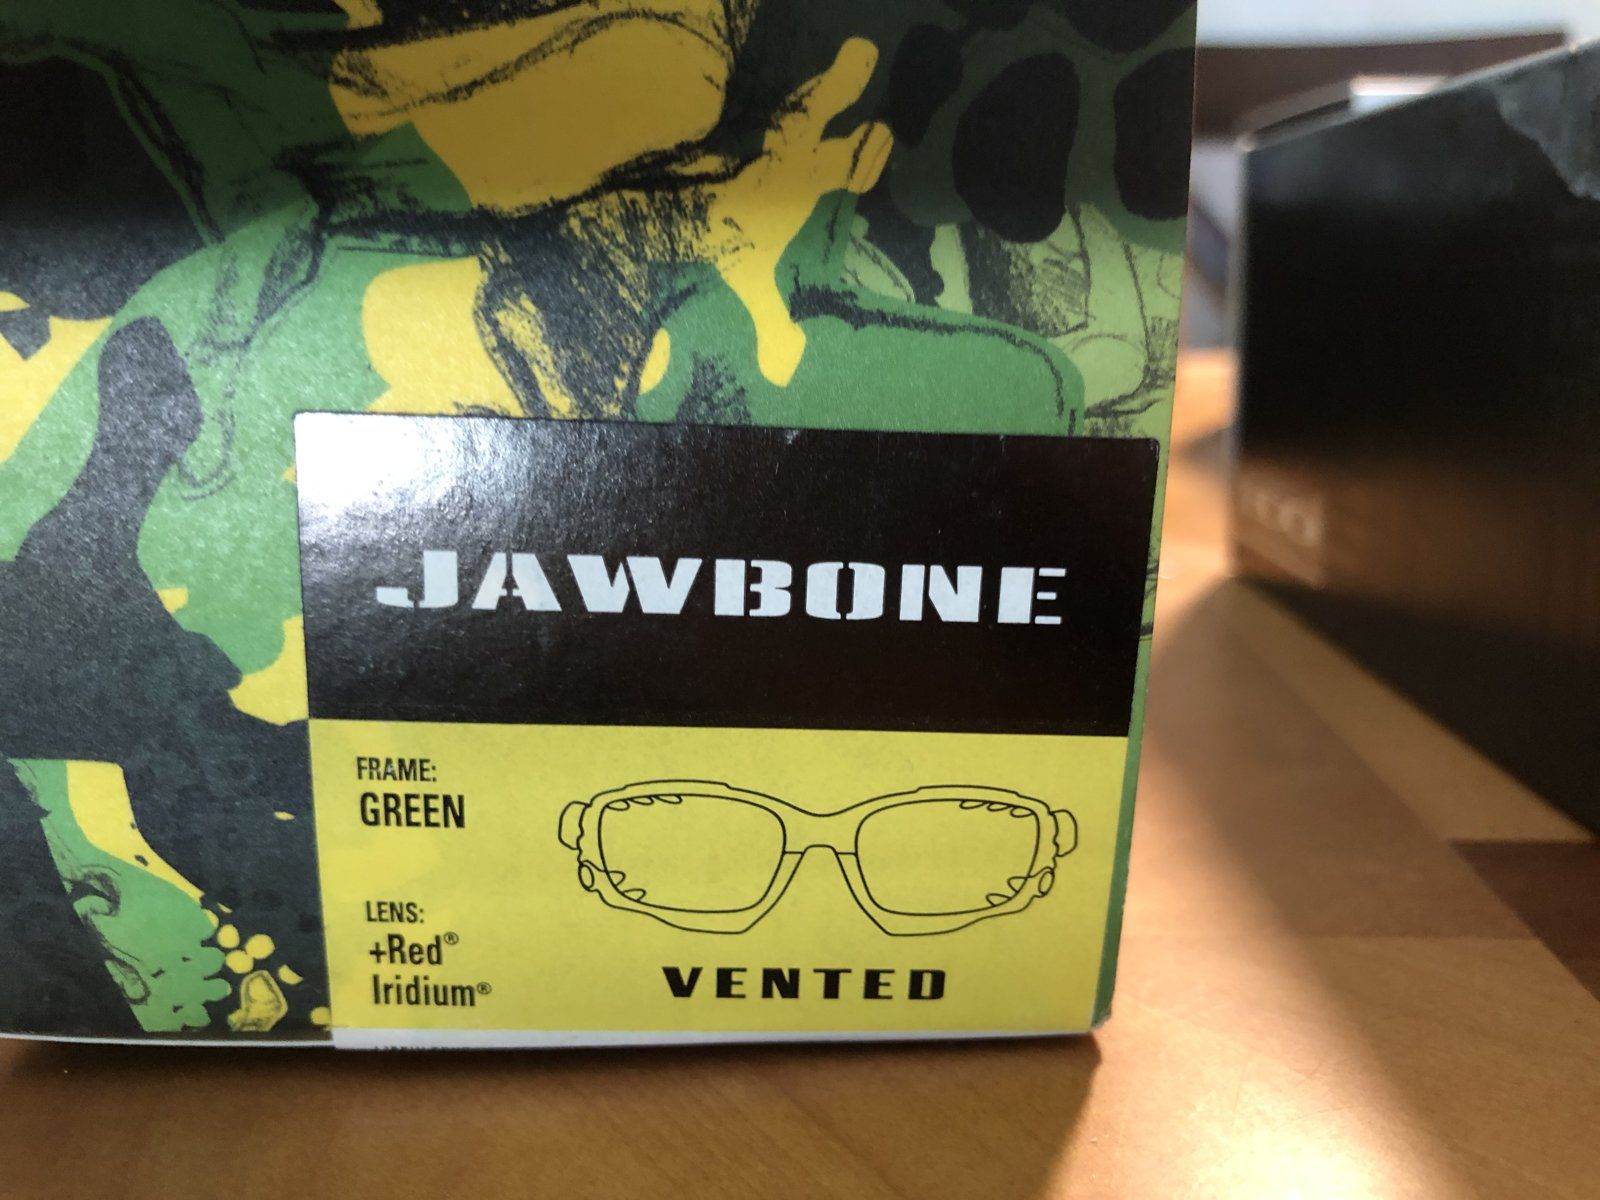 JAWBONE
FRAME:
GREEN
LENS:
+Red®
Iridium®
VENTED